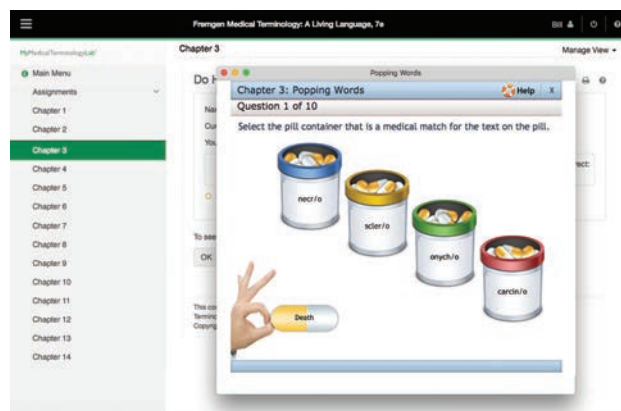 Fremgen Medical Terminology: A Living Language, 7e
Bill
MyMedicalTerminologyLab
Chapter 3
Manage View
Main Menu
Assignments
Chapter 1
Chapter 2
Chapter 3
Chapter 4
Chapter 5
Chapter 6
Chapter 7
Chapter 8
Chapter 9
Chapter 10
Chapter 11
Chapter 12
Chapter 13
Chapter 14
Do
To see
OK
Popping Words
Chapter 3: Popping Words
Help
X
Question 1 of 10
Select the pill container that is a medical match for the text on the pill.
necr/o
scler/o
onych/o
carcin/o
Death